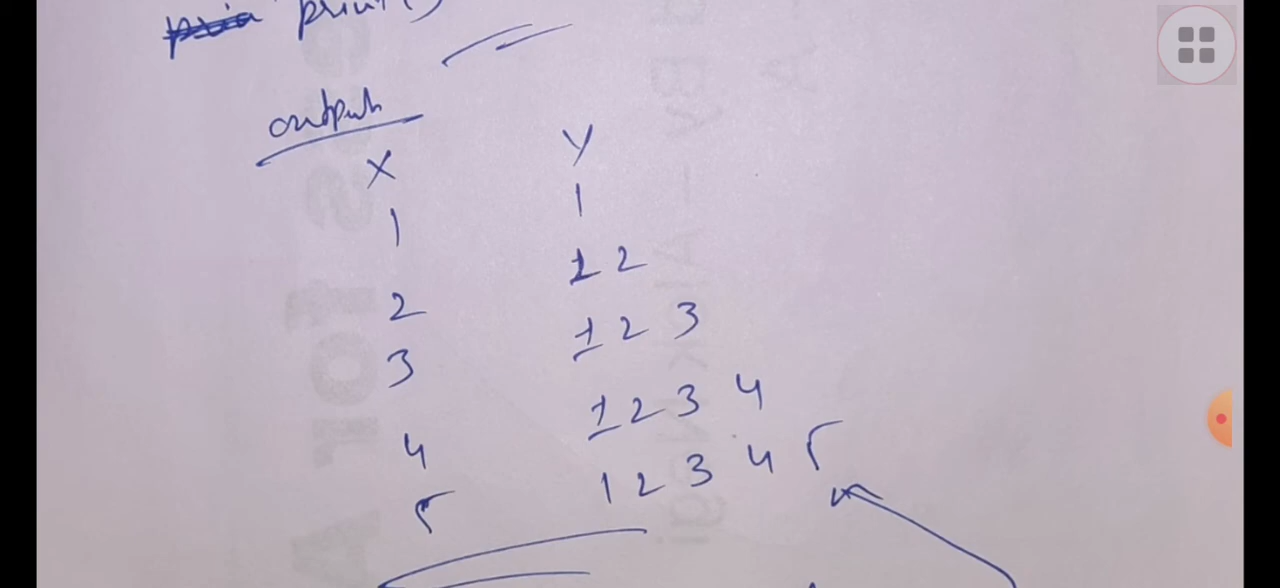 print()
output
X Y
1 1
2 1 2
3 1 2 3
4 1 2 3 4
5 1 2 3 4 5